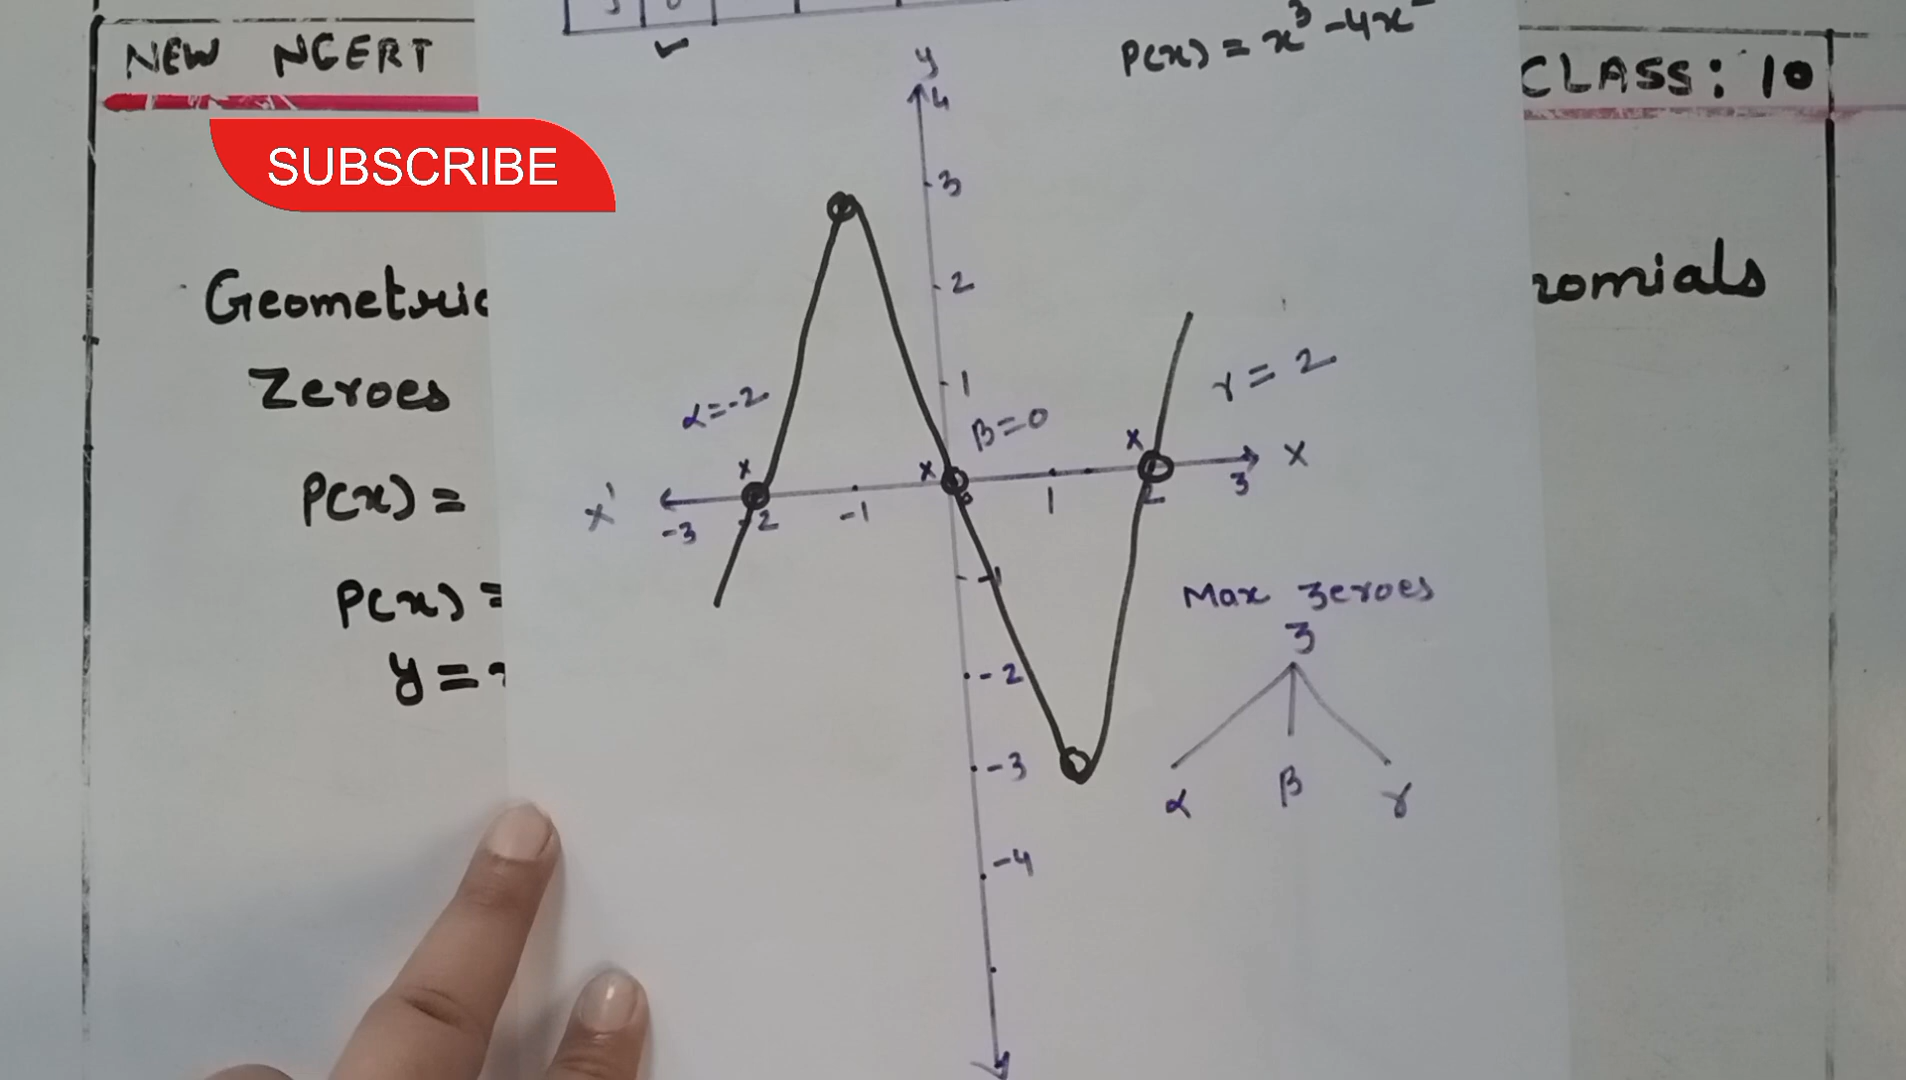 NEW NCERT
CLASS: 10
SUBSCRIBE
P(x) = x³ -4x
y
4
3
2
1
Geometric
nomials
Zeroes
α=-2
β=0
γ = 2
x
x
x
X'
X
-3
-2
-1
1
2
3
P(x) =
P(x) =
y =
-1
-2
-3
-4
Max zeroes
3
α
β
γ